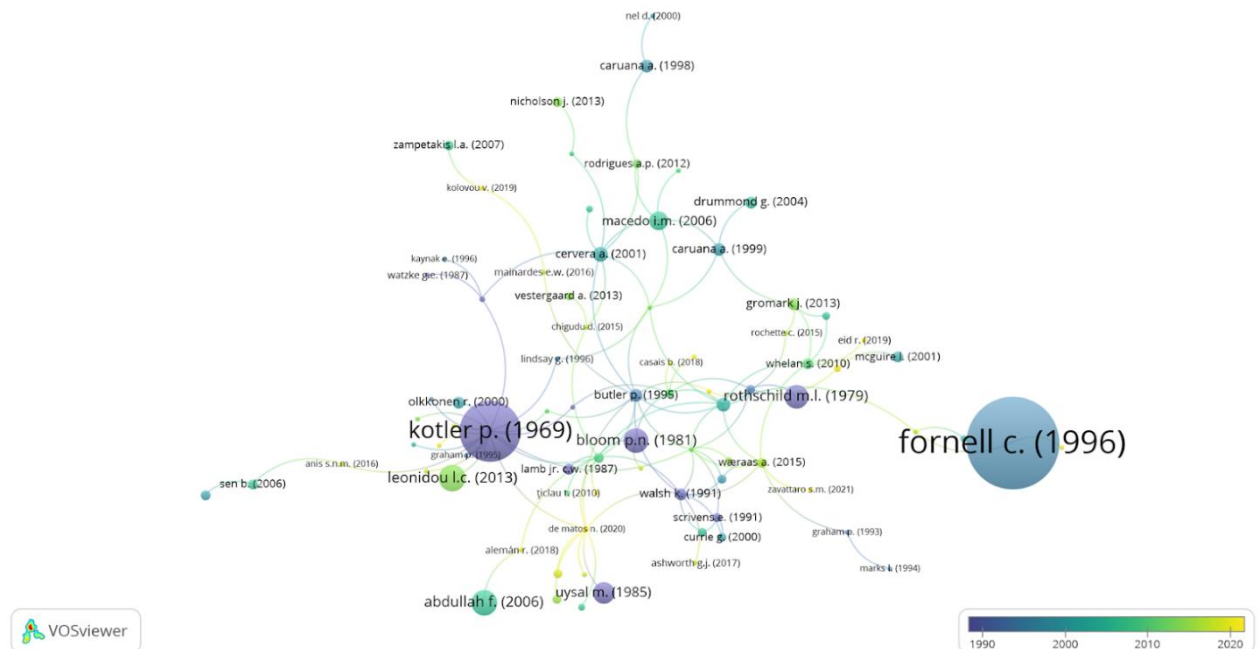 nel d. (2000)
caruana a. (1998)
nicholson j. (2013)
zampetakis l.a. (2007)
rodrigues a.p. (2012)
kolovou v. (2019)
drummond g. (2004)
macedo i.m. (2006)
caruana a. (1999)
cervera a. (2001)
kaynak e. (1996)
watzke g.e. (1987)
mainardes e.w. (2016)
vestergaard a. (2013)
gromark j. (2013)
chigudu d. (2015)
rochette c. (2015)
eid r. (2019)
lindsay g. (1996)
casais b. (2018)
whelan s. (2010)
mcguire l. (2001)
butler p. (1995)
rothschild m.l. (1979)
olkkonen r. (2000)
kotler p. (1969)
bloom p.n. (1981)
fornell c. (1996)
graham p. (1995)
anis s.n.m. (2016)
lamb jr. c.w. (1987)
wæraas a. (2015)
leonidou l.c. (2013)
sen b. (2006)
țiclau t. (2010)
walsh k. (1991)
zavattaro s.m. (2021)
scrivens e. (1991)
de matos n. (2020)
graham p. (1993)
currie g. (2000)
alemán r. (2018)
ashworth g.j. (2017)
marks l. (1994)
uysal m. (1985)
abdullah f. (2006)
VOSviewer
1990 2000 2010 2020